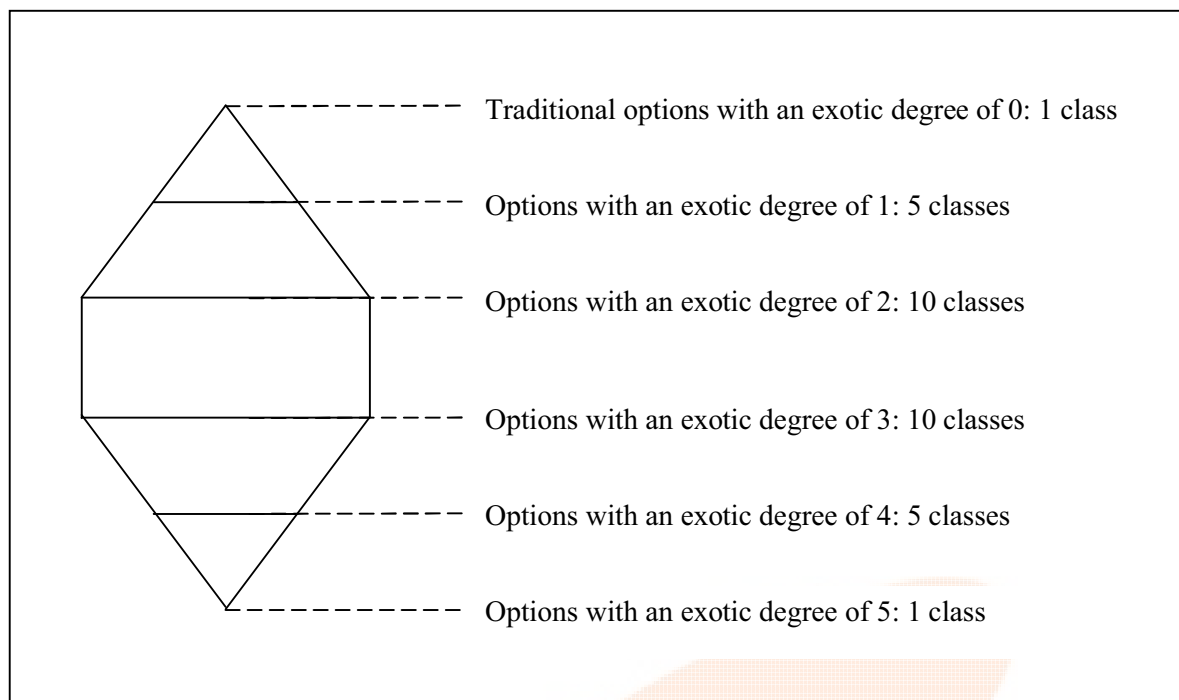 Traditional options with an exotic degree of 0: 1 class
Options with an exotic degree of 1: 5 classes
Options with an exotic degree of 2: 10 classes
Options with an exotic degree of 3: 10 classes
Options with an exotic degree of 4: 5 classes
Options with an exotic degree of 5: 1 class